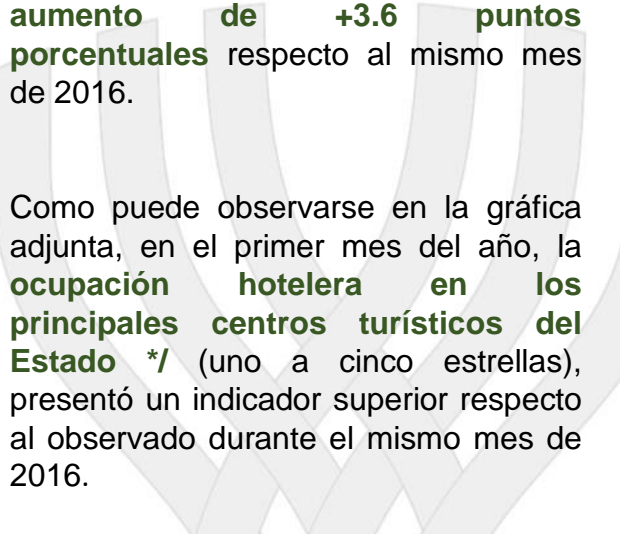 aumento de +3.6 puntos
porcentuales respecto al mismo mes
de 2016.
Como puede observarse en la gráfica
adjunta, en el primer mes del año, la
ocupación hotelera en los
principales centros turísticos del
Estado */ (uno a cinco estrellas),
presentó un indicador superior respecto
al observado durante el mismo mes de
2016.